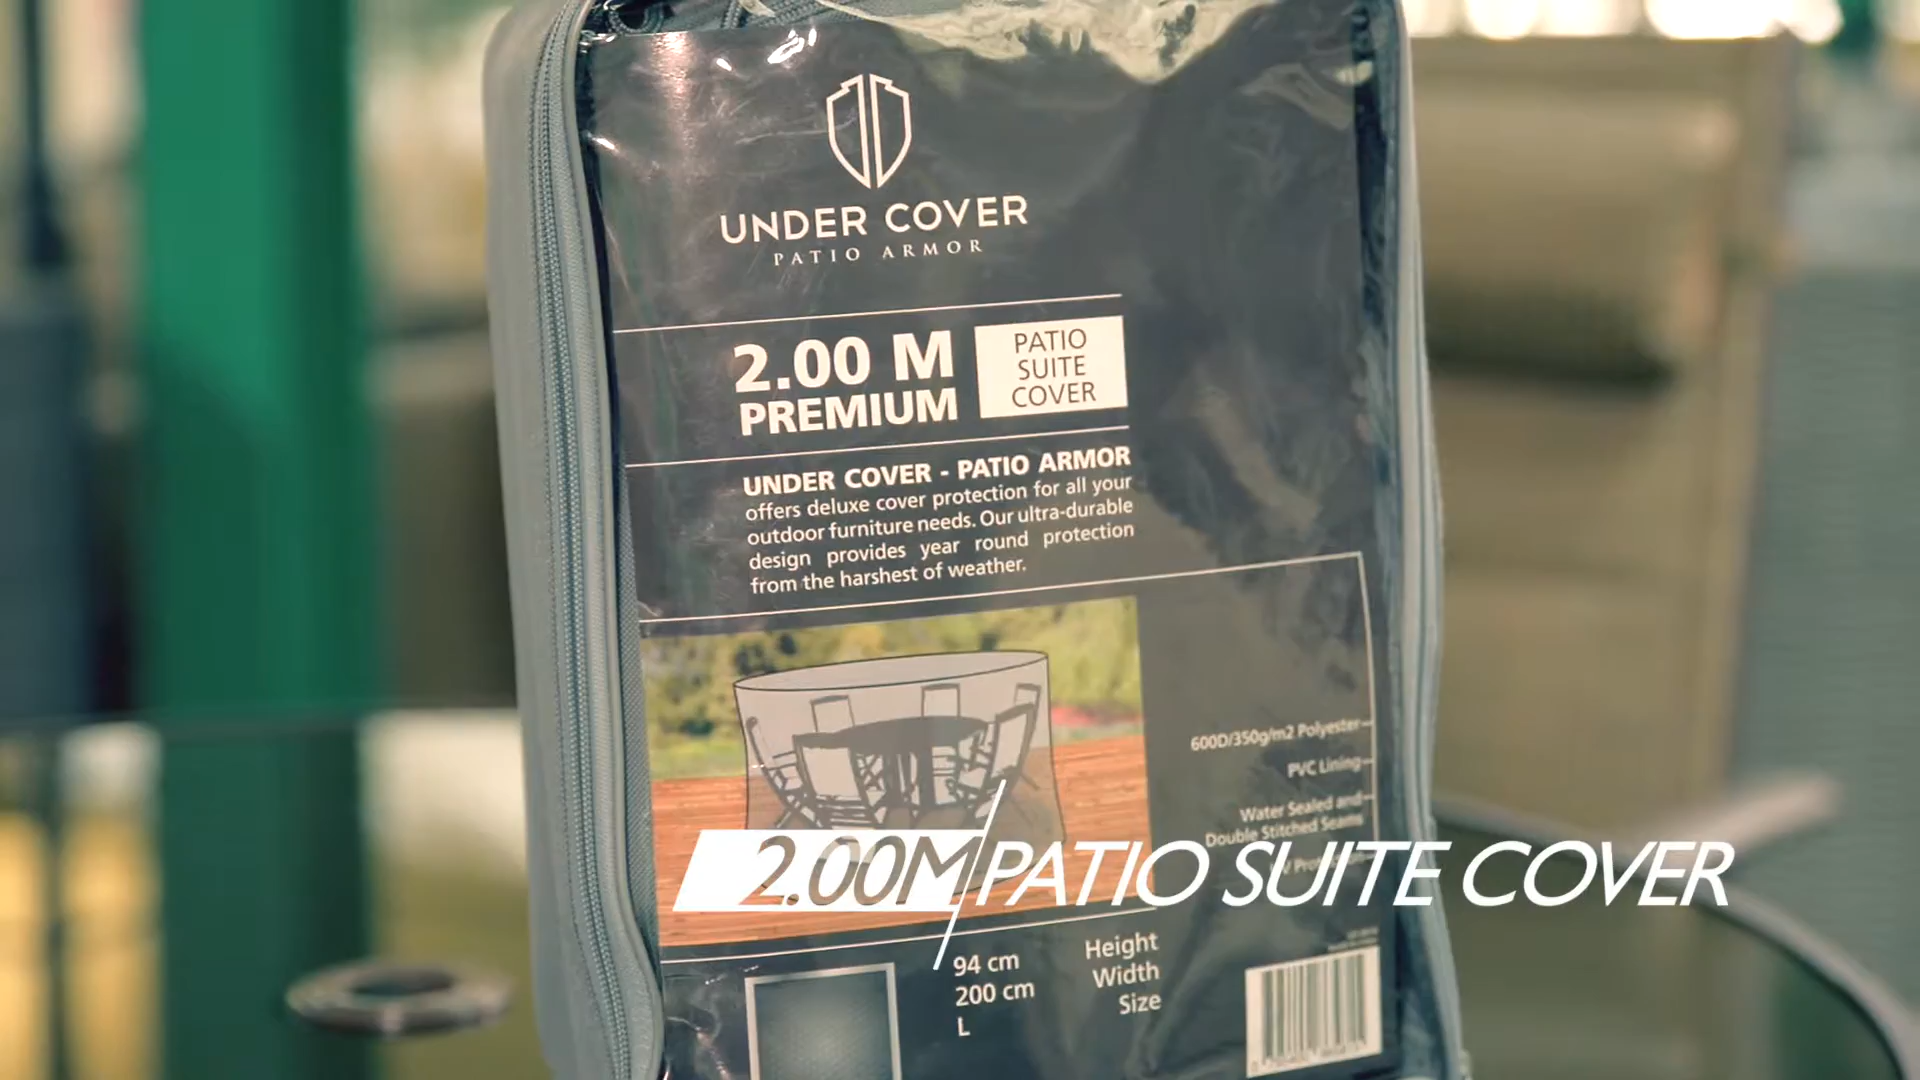 UNDER COVER
PATIO ARMOR
2.00 M
PREMIUM
PATIO
SUITE
COVER
UNDER COVER - PATIO ARMOR
offers deluxe cover protection for all your
outdoor furniture needs. Our ultra-durable
design provides year round protection
from the harshest of weather.
600D/350g/m2 Polyester
PVC Lining
Water Sealed and
Double Stitched Seams
2.00M PATIO SUITE COVER
94 cm Height
200 cm Width
L Size